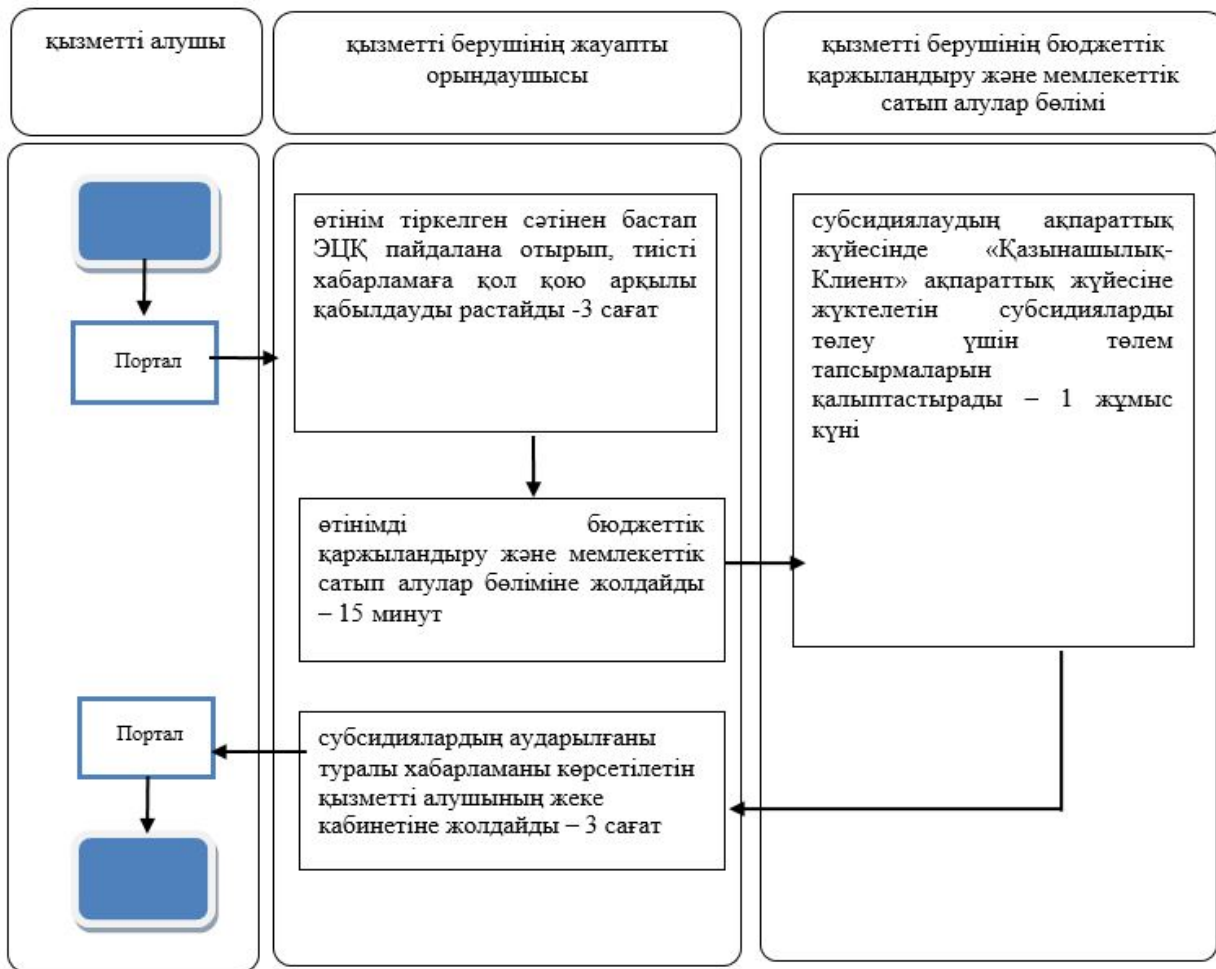 қызметті алушы
қызметті берушінің жауапты
орындаушысы
қызметті берушінің бюджеттік
қаржыландыру және мемлекеттік
сатып алулар бөлімі
өтінім тіркелген сәтінен бастап
ЭЦҚ пайдалана отырып, тиісті
хабарламаға қол қою арқылы
қабылдауды растайды -3 сағат
Портал
өтінімді бюджеттік
қаржыландыру және мемлекеттік
сатып алулар бөліміне жолдайды
– 15 минут
субсидиялаудың ақпараттық
жүйесінде «Қазынашылық-
Клиент» ақпараттық жүйесіне
жүктелетін субсидияларды
төлеу үшін төлем
тапсырмаларын
қалыптастырады – 1 жұмыс
күні
субсидиялардың аударылғаны
туралы хабарламаны көрсетілетін
қызметті алушының жеке
кабинетіне жолдайды – 3 сағат
Портал